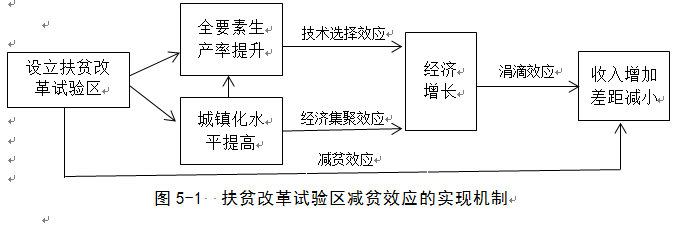 全要素生
产率提升
技术选择效应
设立扶贫改
革试验区
经济
增长
涓滴效应
收入增加
差距减小
城镇化水
平提高
经济集聚效应
减贫效应
图 5-1 扶贫改革试验区减贫效应的实现机制